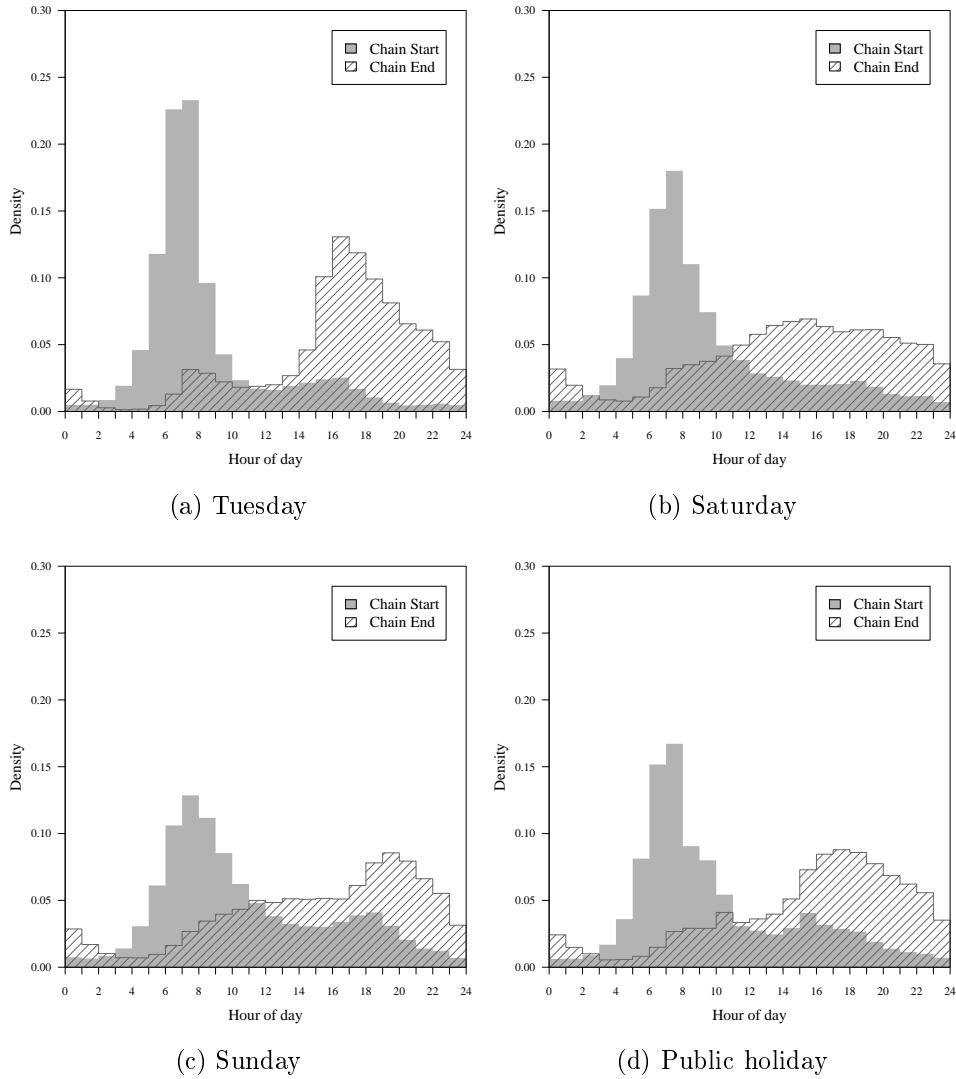 0.30
0.25
0.20
0.15
0.10
0.05
0.00
Density
Chain Start
Chain End
0 2 4 6 8 10 12 14 16 18 20 22 24
Hour of day
(a) Tuesday
0.30
0.25
0.20
0.15
0.10
0.05
0.00
Density
Chain Start
Chain End
0 2 4 6 8 10 12 14 16 18 20 22 24
Hour of day
(b) Saturday
0.30
0.25
0.20
0.15
0.10
0.05
0.00
Density
Chain Start
Chain End
0 2 4 6 8 10 12 14 16 18 20 22 24
Hour of day
(c) Sunday
0.30
0.25
0.20
0.15
0.10
0.05
0.00
Density
Chain Start
Chain End
0 2 4 6 8 10 12 14 16 18 20 22 24
Hour of day
(d) Public holiday